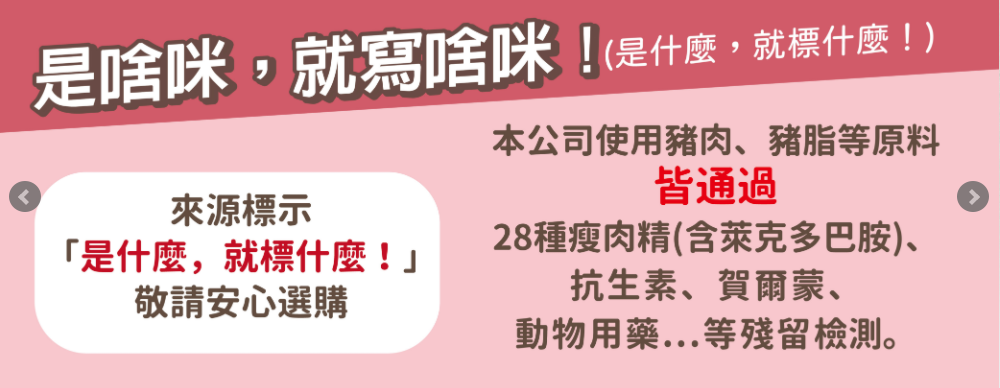 是啥咪，就寫啥咪！(是什麼，就標什麼！)
來源標示
「是什麼，就標什麼！」
敬請安心選購
本公司使用豬肉、豬脂等原料
皆通過
28種瘦肉精(含萊克多巴胺)、
抗生素、賀爾蒙、
動物用藥...等殘留檢測。